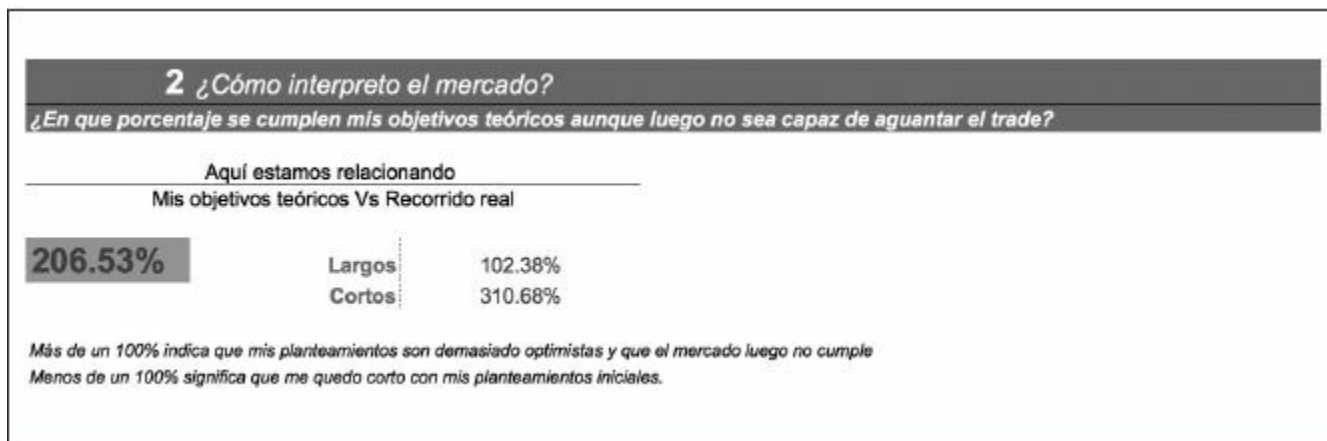 2 ¿Cómo interpreto el mercado?
¿En que porcentaje se cumplen mis objetivos teóricos aunque luego no sea capaz de aguantar el trade?
Aquí estamos relacionando
Mis objetivos teóricos Vs Recorrido real
206.53%
Largos 102.38%
Cortos 310.68%
Más de un 100% indica que mis planteamientos son demasiado optimistas y que el mercado luego no cumple
Menos de un 100% significa que me quedo corto con mis planteamientos iniciales.